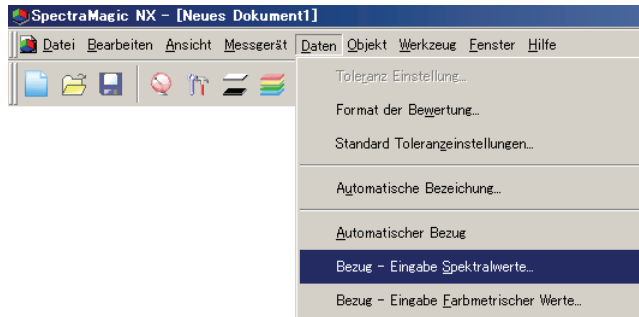 SpectraMagic NX - [Neues Dokument1]
Datei Bearbeiten Ansicht Messgerät Daten Objekt Werkzeug Fenster Hilfe
Toleranz Einstellung...
Format der Bewertung...
Standard Toleranzeinstellungen...
Automatische Bezeichung...
Automatischer Bezug
Bezug - Eingabe Spektralwerte...
Bezug - Eingabe Farbmetrischer Werte...